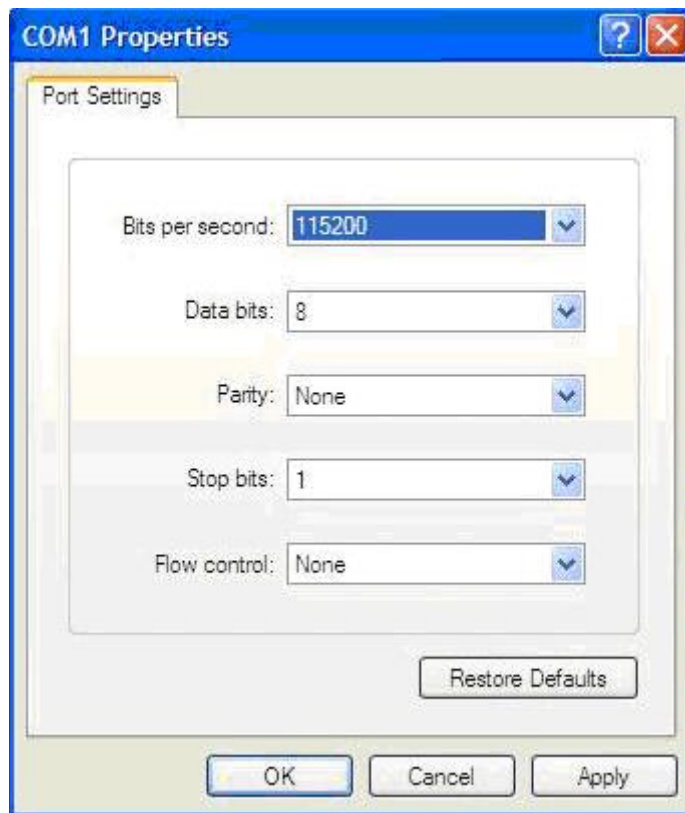 COM1 Properties
Port Settings
Bits per second: 115200
Data bits: 8
Parity: None
Stop bits: 1
Flow control: None
Restore Defaults
OK Cancel Apply